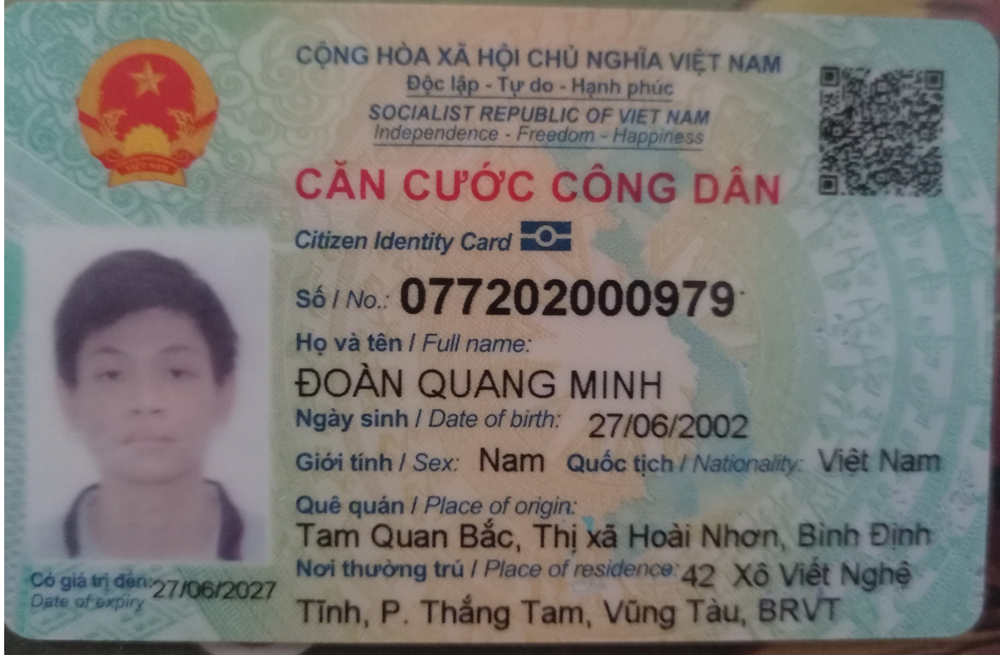 CỘNG HÒA XÃ HỘI CHỦ NGHĨA VIỆT NAM
Độc lập - Tự do - Hạnh phúc
SOCIALIST REPUBLIC OF VIET NAM
Independence - Freedom - Happiness
CĂN CƯỚC CÔNG DÂN
Citizen Identity Card
Số / No.: 077202000979
Họ và tên / Full name:
ĐOÀN QUANG MINH
Ngày sinh / Date of birth: 27/06/2002
Giới tính / Sex: Nam Quốc tịch / Nationality: Việt Nam
Quê quán / Place of origin:
Tam Quan Bắc, Thị xã Hoài Nhơn, Bình Định
Nơi thường trú / Place of residence: 42 Xô Viết Nghệ
Tĩnh, P. Thắng Tam, Vũng Tàu, BRVT
Có giá trị đến: 27/06/2027
Date of expiry
VIỆT NAM